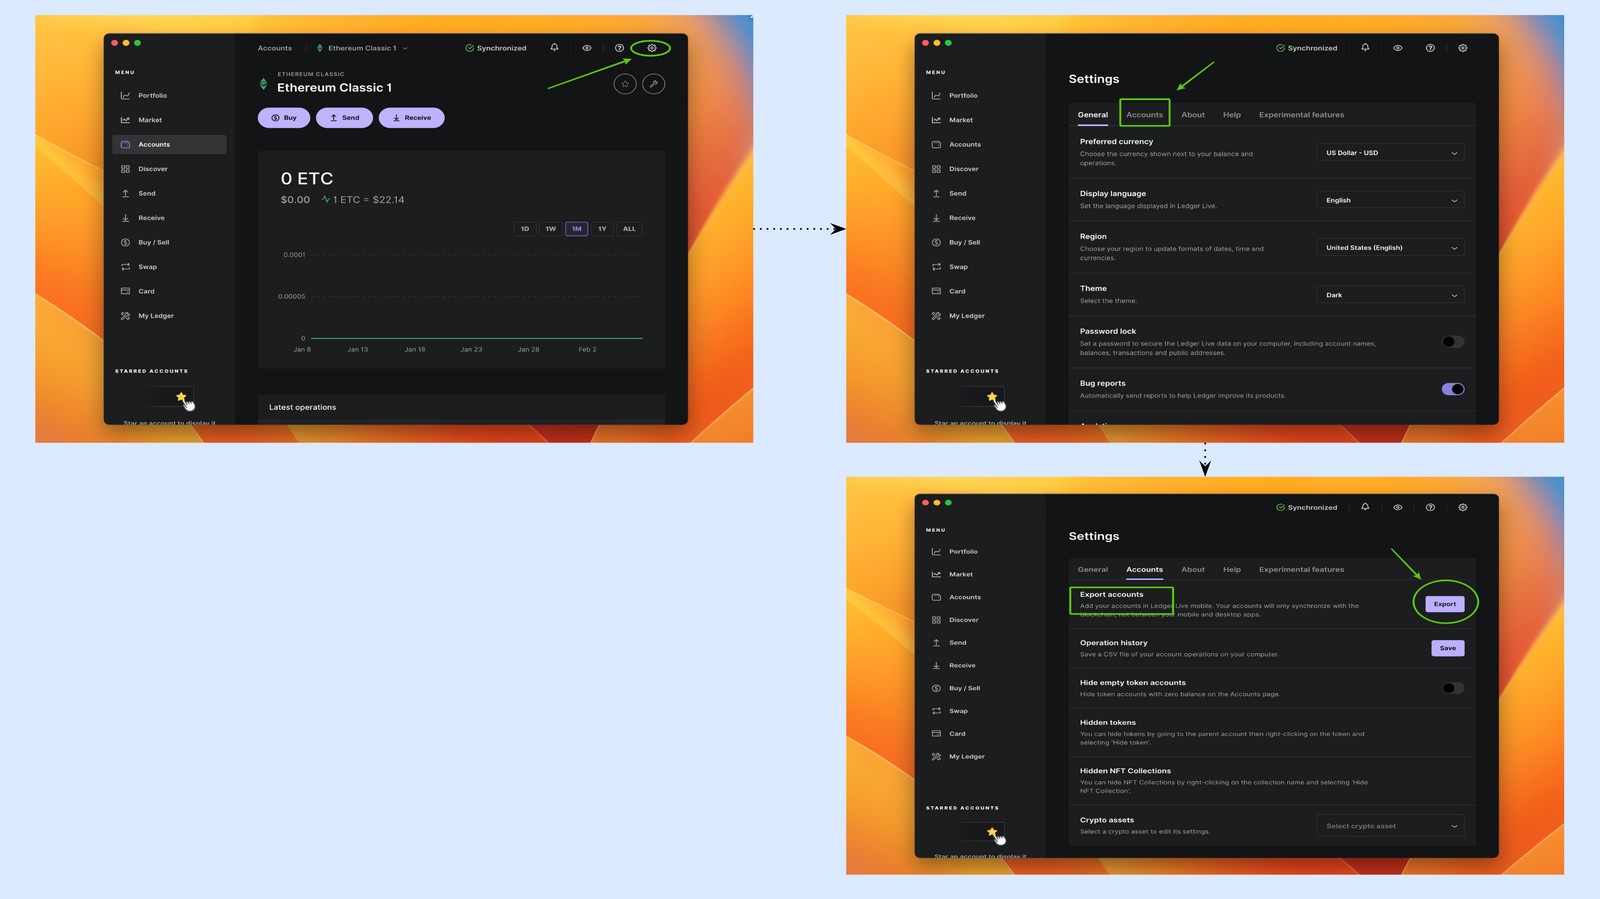 Accounts
Ethereum Classic 1
Synchronized
MENU
Portfolio
Market
Accounts
Discover
Send
Receive
Buy / Sell
Swap
Card
My Ledger
STARRED ACCOUNTS
Star an account to display it
ETHEREUM CLASSIC
Ethereum Classic 1
Buy
Send
Receive
0 ETC
$0.00 1 ETC = $22.14
1D 1W 1M 1Y ALL
0.0001
0.00005
0
Jan 8 Jan 13 Jan 18 Jan 23 Jan 28 Feb 2
Latest operations
Synchronized
MENU
Portfolio
Market
Accounts
Discover
Send
Receive
Buy / Sell
Swap
Card
My Ledger
STARRED ACCOUNTS
Star an account to display it
Settings
General Accounts About Help Experimental features
Preferred currency
Choose the currency shown next to your balance and
operations.
US Dollar - USD
Display language
Set the language displayed in Ledger Live.
English
Region
Choose your region to update formats of dates, time and
currencies.
United States (English)
Theme
Select the theme.
Dark
Password lock
Set a password to secure the Ledger Live data on your computer, including account names,
balances, transactions and public addresses.
Bug reports
Automatically send reports to help Ledger improve its products.
Synchronized
MENU
Portfolio
Market
Accounts
Discover
Send
Receive
Buy / Sell
Swap
Card
My Ledger
STARRED ACCOUNTS
Star an account to display it
Settings
General Accounts About Help Experimental features
Export accounts
Add your accounts in Ledger Live mobile. Your accounts will only synchronize with the
blockchain, not between your mobile and desktop apps.
Export
Operation history
Save a CSV file of your account operations on your computer.
Save
Hide empty token accounts
Hide token accounts with zero balance on the Accounts page.
Hidden tokens
You can hide tokens by going to the parent account then right-clicking on the token and
selecting 'Hide token'.
Hidden NFT Collections
You can hide NFT Collections by right-clicking on the collection name and selecting 'Hide
NFT Collection'.
Crypto assets
Select a crypto asset to edit its settings.
Select crypto asset